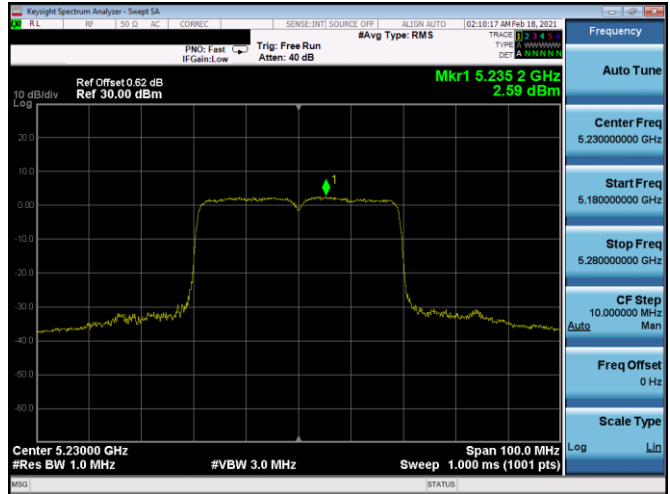 Keysight Spectrum Analyzer - Swept SA
RL RF 50 Ω AC CORREC SENSE:INT SOURCE OFF ALIGN AUTO 02:10:17 AM Feb 18, 2021
#Avg Type: RMS
TRACE 1 2 3 4 5 6
PNO: Fast Trig: Free Run TYPE A WWWWW
IFGain:Low Atten: 40 dB DET A N N N N N
Mkr1 5.235 2 GHz
2.59 dBm
Ref Offset 0.62 dB
10 dB/div Ref 30.00 dBm
Log
20.0
10.0
0.00
-10.0
-20.0
-30.0
-40.0
-50.0
-60.0
1
Center 5.23000 GHz Span 100.0 MHz
#Res BW 1.0 MHz #VBW 3.0 MHz Sweep 1.000 ms (1001 pts)
MSG STATUS
Frequency
Auto Tune
Center Freq
5.230000000 GHz
Start Freq
5.180000000 GHz
Stop Freq
5.280000000 GHz
CF Step
10.000000 MHz
Auto Man
Freq Offset
0 Hz
Scale Type
Log Lin